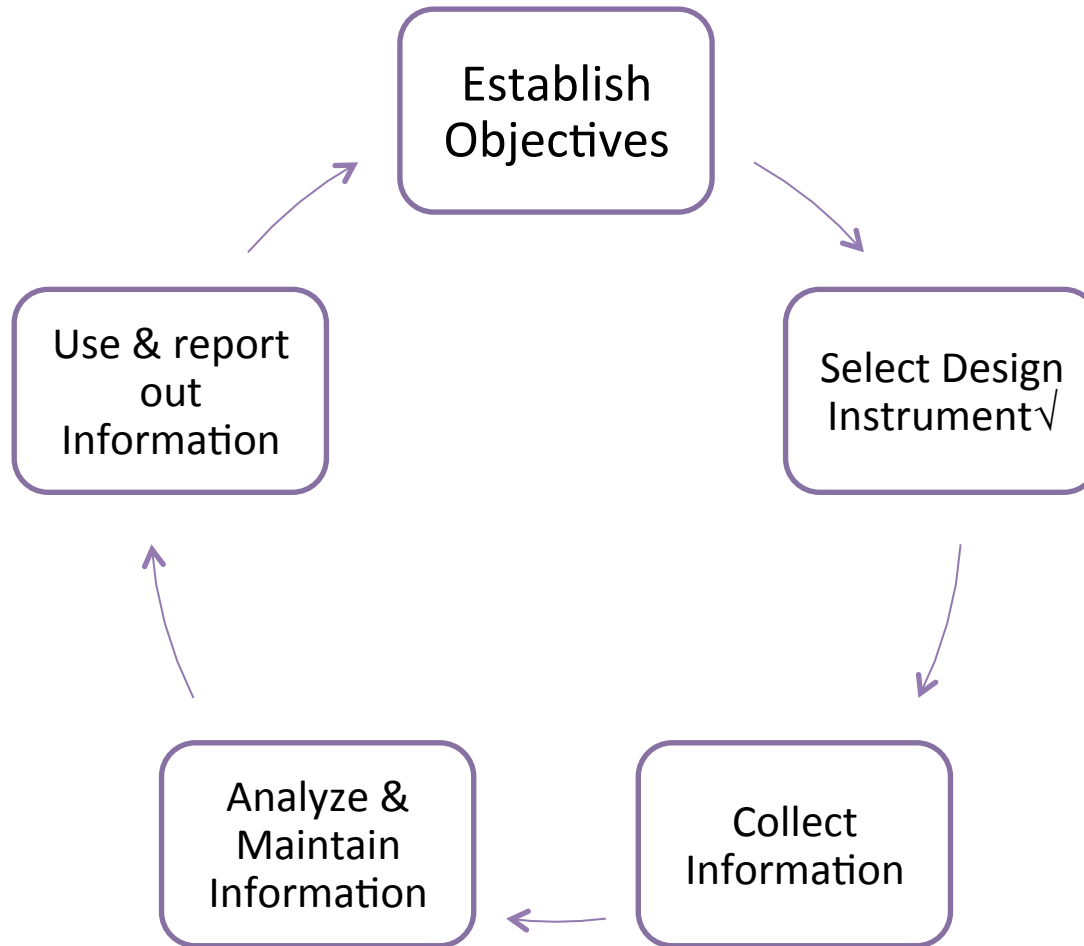 Establish
Objectives
Select Design
Instrument√
Collect
Information
Analyze &
Maintain
Information
Use & report
out
Information